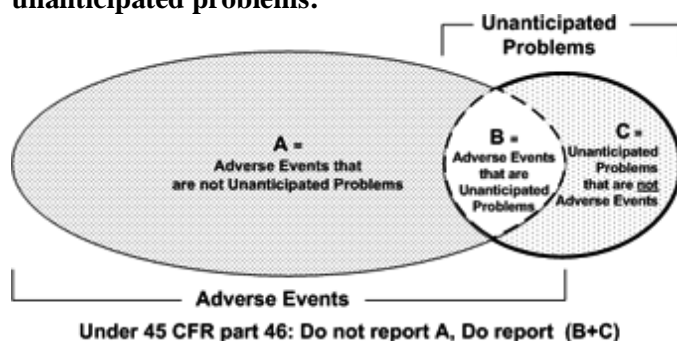 unanticipated problems.
Unanticipated
Problems
A =
Adverse Events that
are not Unanticipated Problems
B =
Adverse Events
that are
Unanticipated
Problems
C =
Unanticipated
Problems
that are not
Adverse Events
Adverse Events
Under 45 CFR part 46: Do not report A, Do report (B+C)